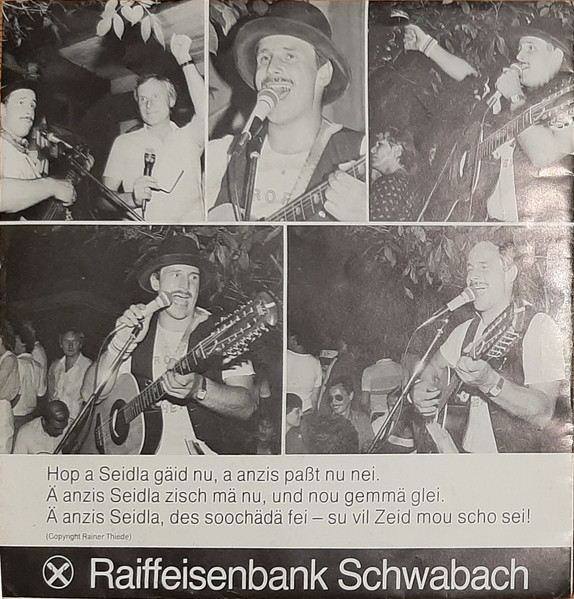 ROP
Hop a Seidla gäid nu, a anzis paßt nu nei.
Ä anzis Seidla zisch mä nu, und nou gemmä glei.
Ä anzis Seidla, des soochädä fei – su vil Zeid mou scho sei!
(Copyright Rainer Thiede)
Raiffeisenbank Schwabach